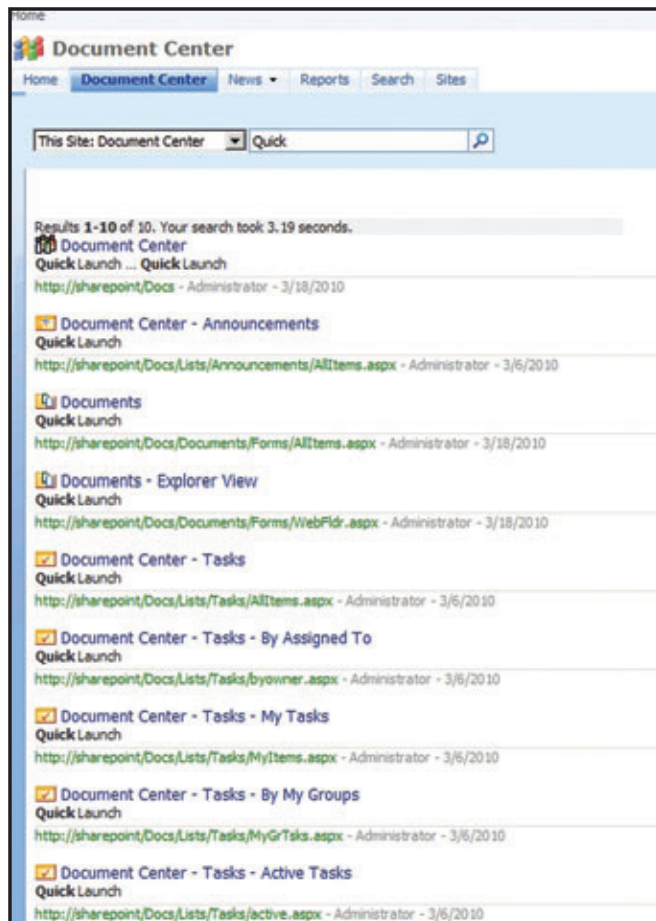 Home
Document Center
Home Document Center News Reports Search Sites
This Site: Document Center Quick
Results 1-10 of 10. Your search took 3.19 seconds.
Document Center
Quick Launch ... Quick Launch
http://sharepoint/Docs - Administrator - 3/18/2010
Document Center - Announcements
Quick Launch
http://sharepoint/Docs/Lists/Announcements/AllItems.aspx - Administrator - 3/6/2010
Documents
Quick Launch
http://sharepoint/Docs/Documents/Forms/AllItems.aspx - Administrator - 3/18/2010
Documents - Explorer View
Quick Launch
http://sharepoint/Docs/Documents/Forms/WebFldr.aspx - Administrator - 3/18/2010
Document Center - Tasks
Quick Launch
http://sharepoint/Docs/Lists/Tasks/AllItems.aspx - Administrator - 3/6/2010
Document Center - Tasks - By Assigned To
Quick Launch
http://sharepoint/Docs/Lists/Tasks/byowner.aspx - Administrator - 3/6/2010
Document Center - Tasks - My Tasks
Quick Launch
http://sharepoint/Docs/Lists/Tasks/MyItems.aspx - Administrator - 3/6/2010
Document Center - Tasks - By My Groups
Quick Launch
http://sharepoint/Docs/Lists/Tasks/MyGrTsks.aspx - Administrator - 3/6/2010
Document Center - Tasks - Active Tasks
Quick Launch
http://sharepoint/Docs/Lists/Tasks/active.aspx - Administrator - 3/6/2010